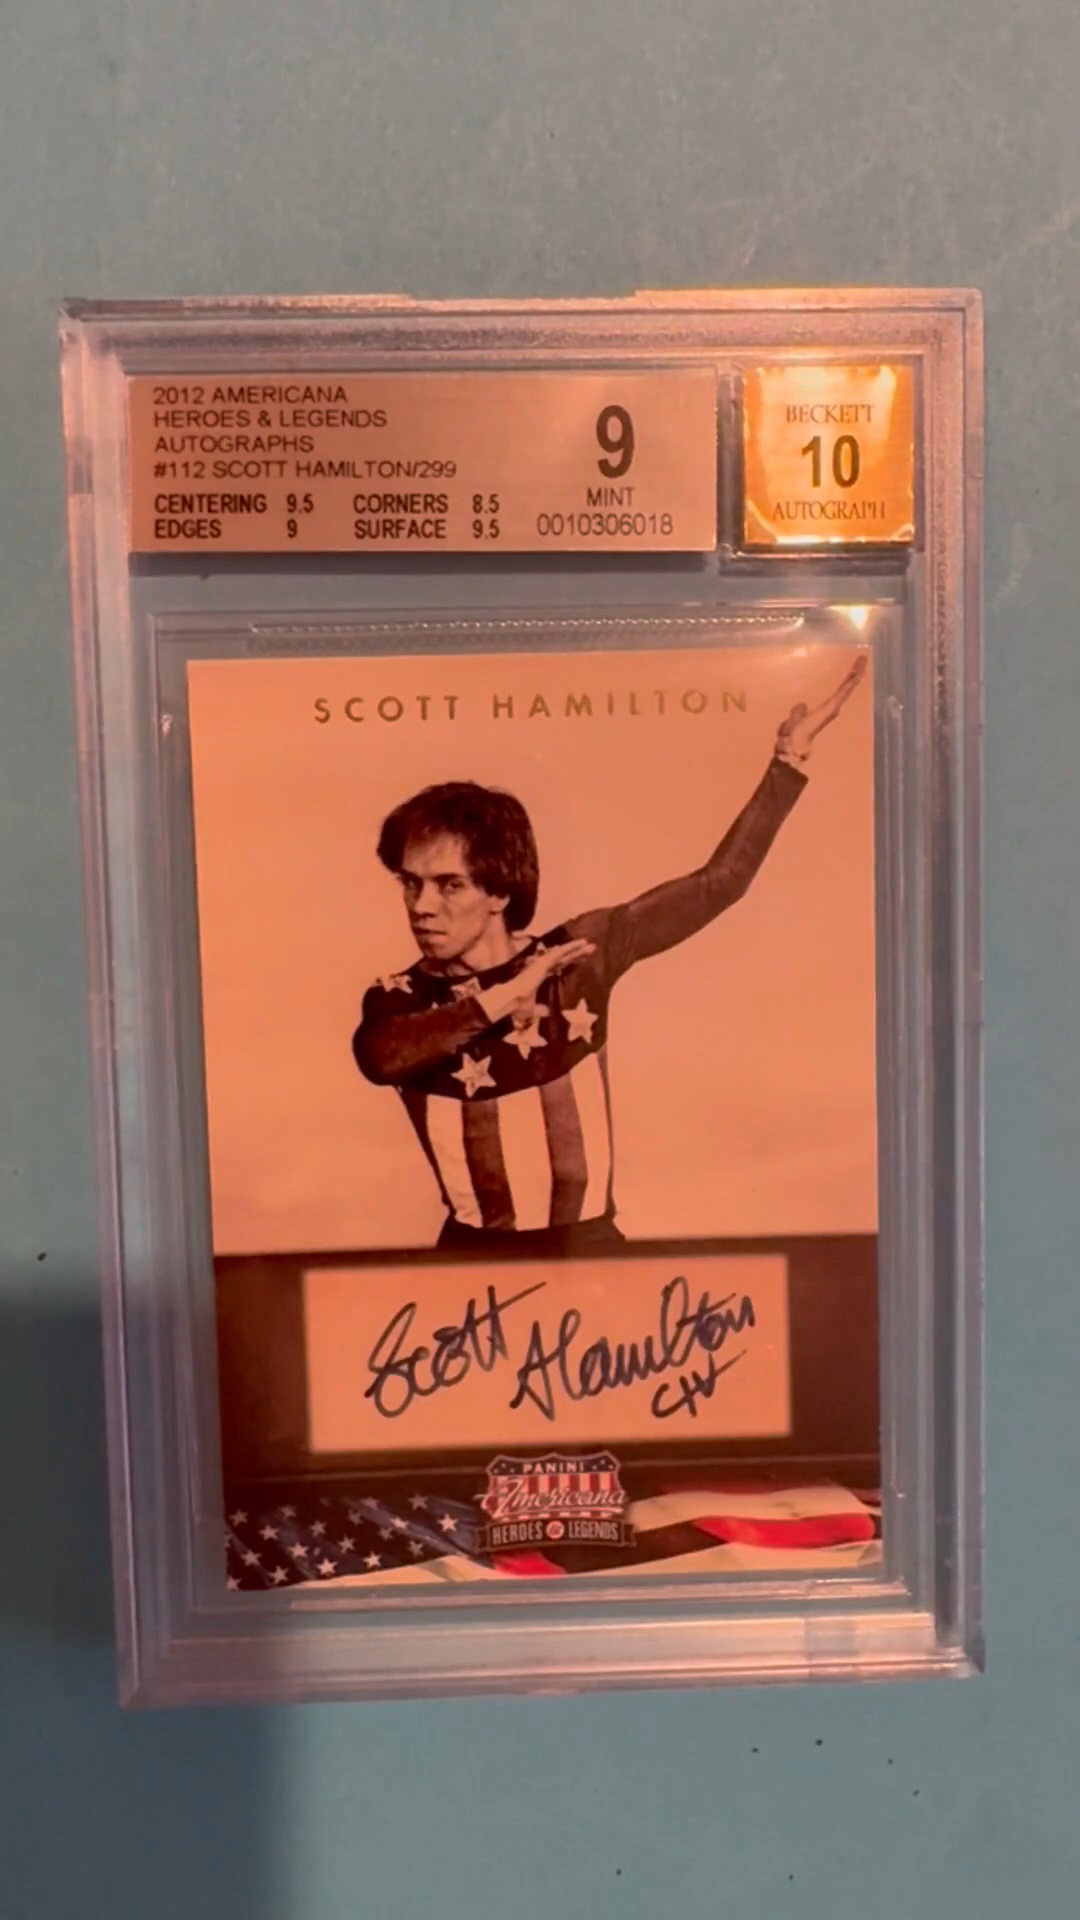 2012 AMERICANA
HEROES & LEGENDS
AUTOGRAPHS
#112 SCOTT HAMILTON/299
CENTERING 9.5 CORNERS 8.5
EDGES 9 SURFACE 9.5
9
MINT
0010306018
BECKETT
10
AUTOGRAPH
SCOTT HAMILTON
Scott Hamilton
PANINI
Americana
HEROES & LEGENDS